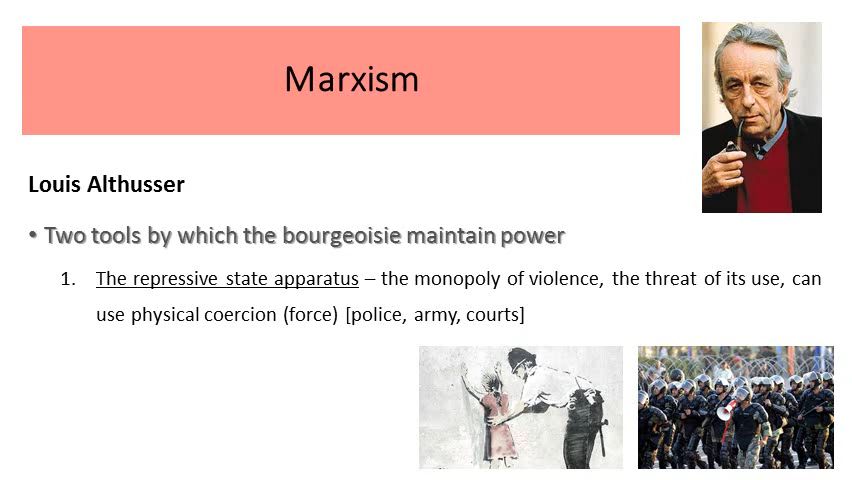 Marxism
Louis Althusser
• Two tools by which the bourgeoisie maintain power
1. The repressive state apparatus – the monopoly of violence, the threat of its use, can
use physical coercion (force) [police, army, courts]